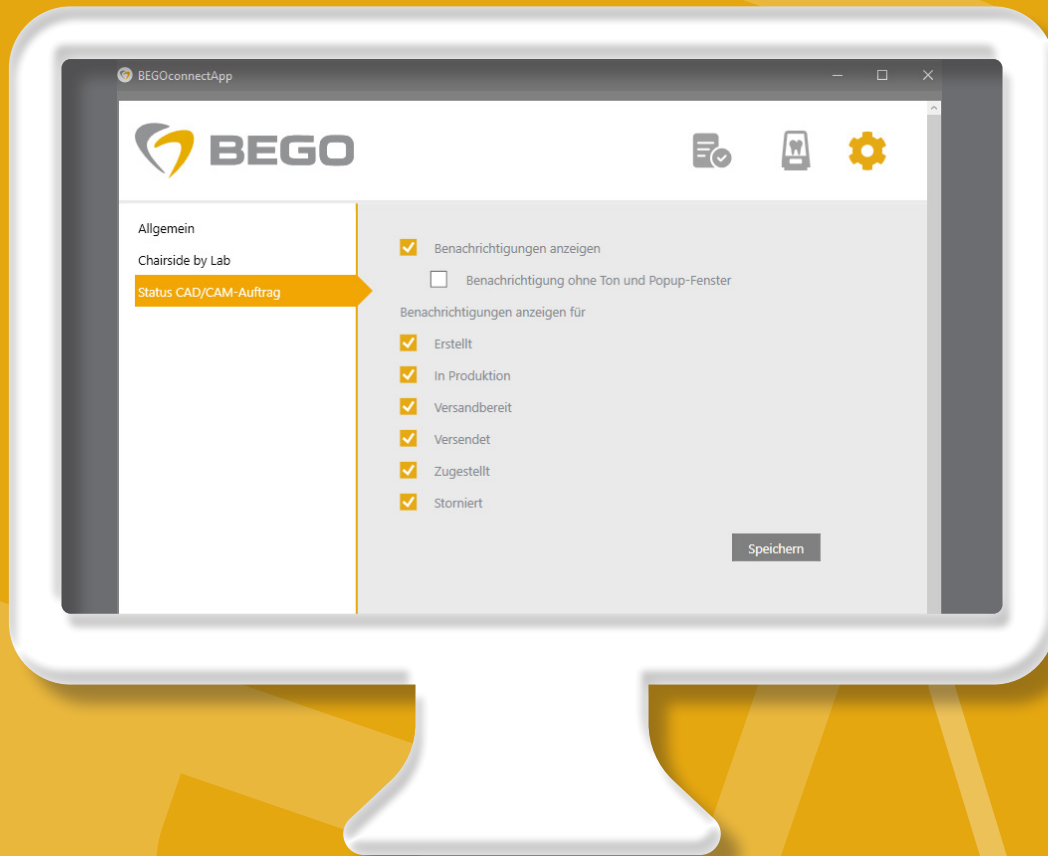 BEGOconnectApp
BEGO
Allgemein
Chairside by Lab
Status CAD/CAM-Auftrag
Benachrichtigungen anzeigen
Benachrichtigung ohne Ton und Popup-Fenster
Benachrichtigungen anzeigen für
Erstellt
In Produktion
Versandbereit
Versendet
Zugestellt
Storniert
Speichern